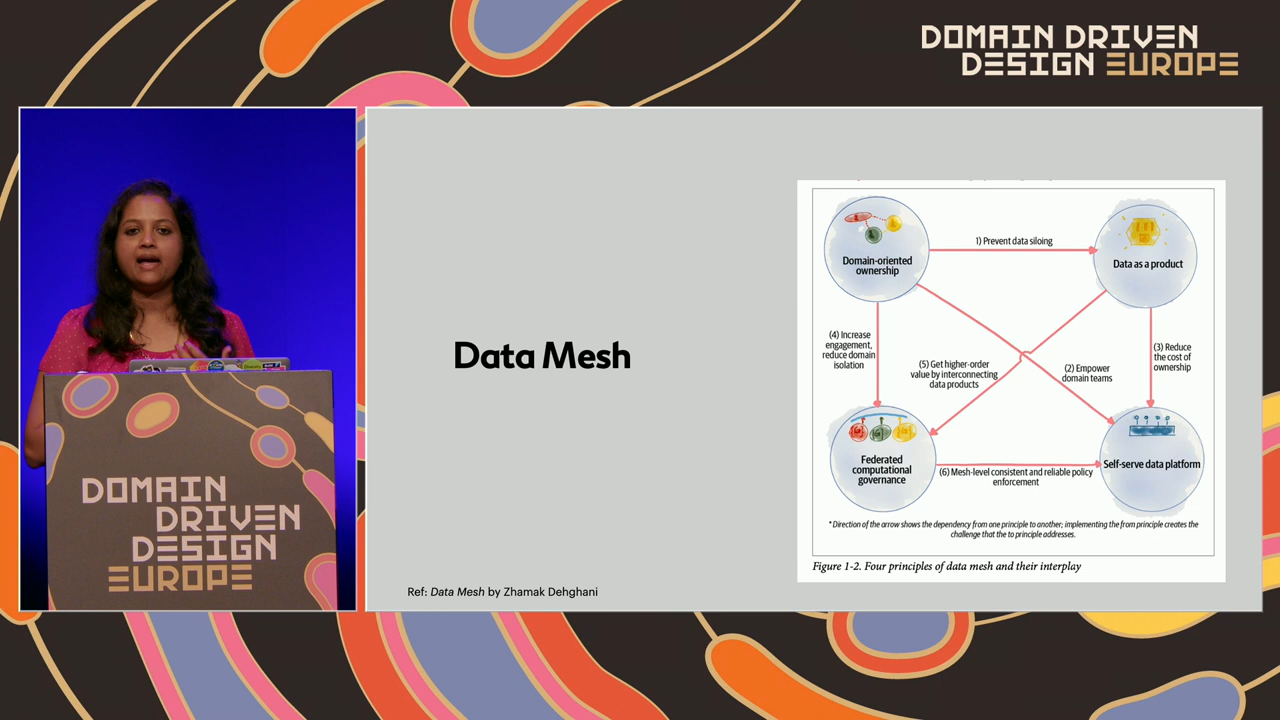 DOMAIN DRIVEN
DESIGN EUROPE
DOMAIN
DRIVEN
DESIGN
EUROPE
Data Mesh
Ref: Data Mesh by Zhamak Dehghani
Domain-oriented
ownership
1) Prevent data siloing
Data as a product
(4) Increase
engagement,
reduce domain
isolation
(5) Get higher-order
value by interconnecting
data products
(2) Empower
domain teams
(3) Reduce
the cost of
ownership
Federated
computational
governance
(6) Mesh-level consistent and reliable policy
enforcement
Self-serve data platform
* Direction of the arrow shows the dependency from one principle to another; implementing the from principle creates the
challenge that the to principle addresses.
Figure 1-2. Four principles of data mesh and their interplay